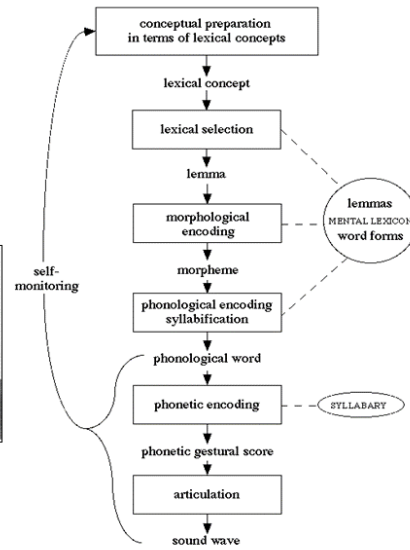 conceptual preparation
in terms of lexical concepts
lexical concept
lexical selection
lemma
lemmas
MENTAL LEXICON
word forms
morphological
encoding
morpheme
self-
monitoring
phonological encoding
syllabification
phonological word
phonetic encoding
SYLLABARY
phonetic gestural score
articulation
sound wave